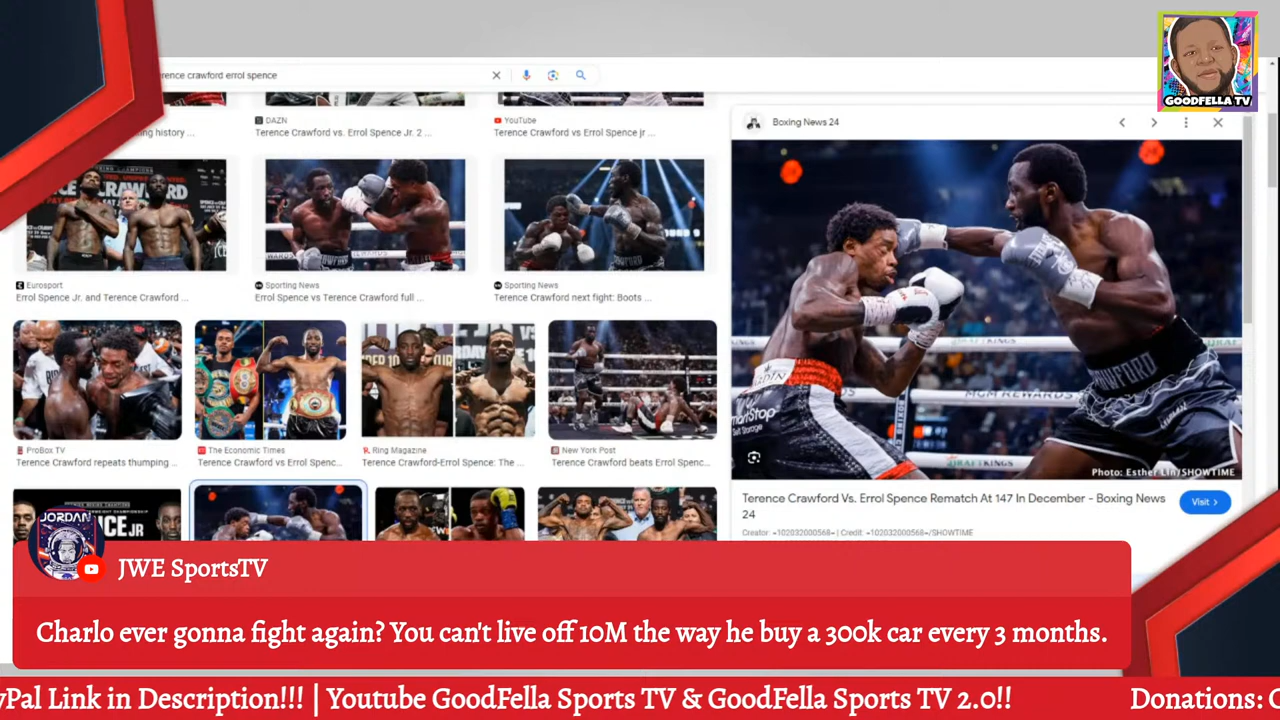 GOODFELLA TV
rence crawford errol spence
ng history ...
DAZN
Terence Crawford vs. Errol Spence Jr. 2 ...
YouTube
Terence Crawford vs Errol Spence jr ...
Boxing News 24
CRAWFORD
Eurosport
Errol Spence Jr. and Terence Crawford ...
Sporting News
Errol Spence vs Terence Crawford full ...
Sporting News
Terence Crawford next fight: Boots ...
MGM REWARDS
DRAFTKINGS
Photo: Esther Lin/SHOWTIME
ProBox TV
Terence Crawford repeats thumping ...
The Economic Times
Terence Crawford vs Errol Spenc...
Ring Magazine
Terence Crawford-Errol Spence: The ...
New York Post
Terence Crawford beats Errol Spenc...
Terence Crawford Vs. Errol Spence Rematch At 147 In December - Boxing News
24
Visit >
Creator: ~102032000568~ | Credit: ~102032000568~/SHOWTIME
JORDAN
JWE SportsTV
Charlo ever gonna fight again? You can't live off 10M the way he buy a 300k car every 3 months.
yPal Link in Description!!! | Youtube GoodFella Sports TV & GoodFella Sports TV 2.0!!
Donations: C